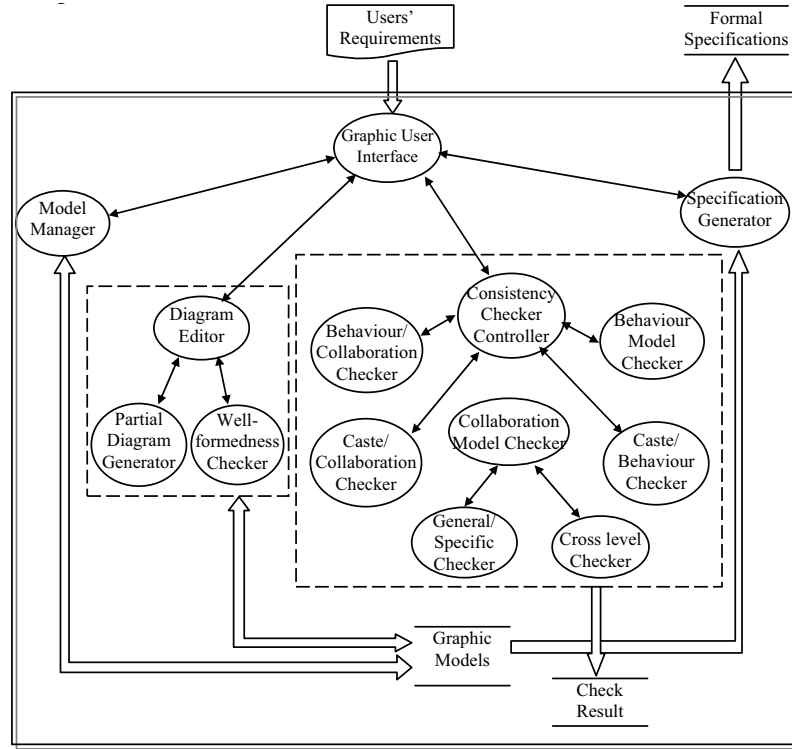 Users'
Requirements
Formal
Specifications
Graphic User
Interface
Model
Manager
Specification
Generator
Diagram
Editor
Consistency
Checker
Controller
Behaviour/
Collaboration
Checker
Behaviour
Model
Checker
Partial
Diagram
Generator
Well-
formedness
Checker
Caste/
Collaboration
Checker
Collaboration
Model Checker
Caste/
Behaviour
Checker
General/
Specific
Checker
Cross level
Checker
Graphic
Models
Check
Result